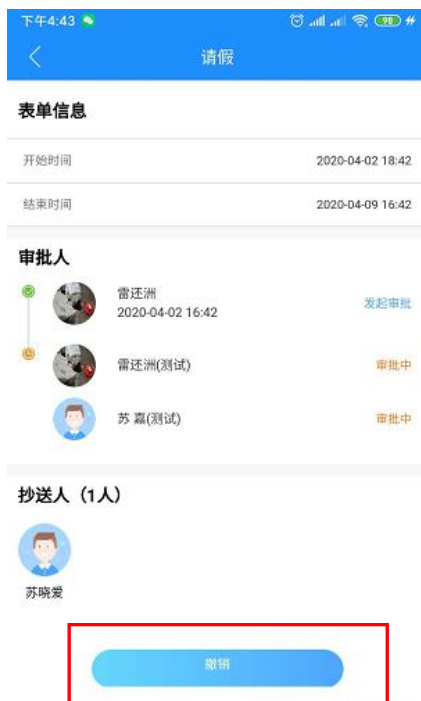 下午4:43
98
请假
表单信息
开始时间 2020-04-02 18:42
结束时间 2020-04-09 16:42
审批人
雷还洲
2020-04-02 16:42 发起审批
雷还洲(测试) 审批中
苏 嘉(测试) 审批中
抄送人（1人）
苏晓爱
撤销